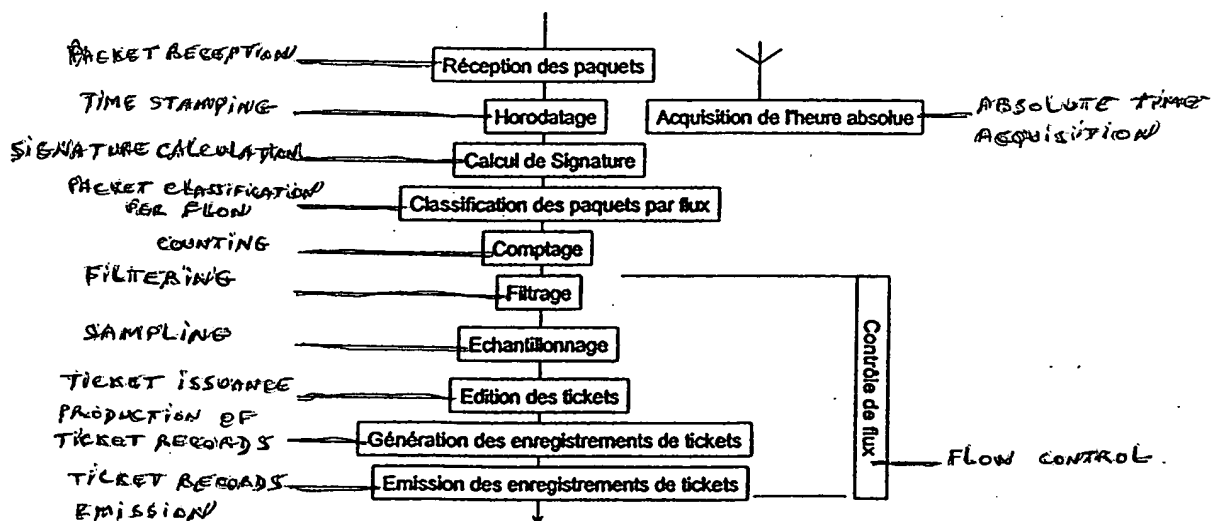 PACKET RECEPTION
Réception des paquets
TIME STAMPING
Horodatage
Acquisition de l'heure absolue
ABSOLUTE TIME
ACQUISITION
SIGNATURE CALCULATION
Calcul de Signature
PACKET CLASSIFICATION
PER FLOW
Classification des paquets par flux
COUNTING
Comptage
FILTERING
Filtrage
SAMPLING
Echantillonnage
TICKET ISSUANCE
Edition des tickets
PRODUCTION OF
TICKET RECORDS
Génération des enregistrements de tickets
TICKET RECORDS
EMISSION
Emission des enregistrements de tickets
Contrôle de flux
FLOW CONTROL.